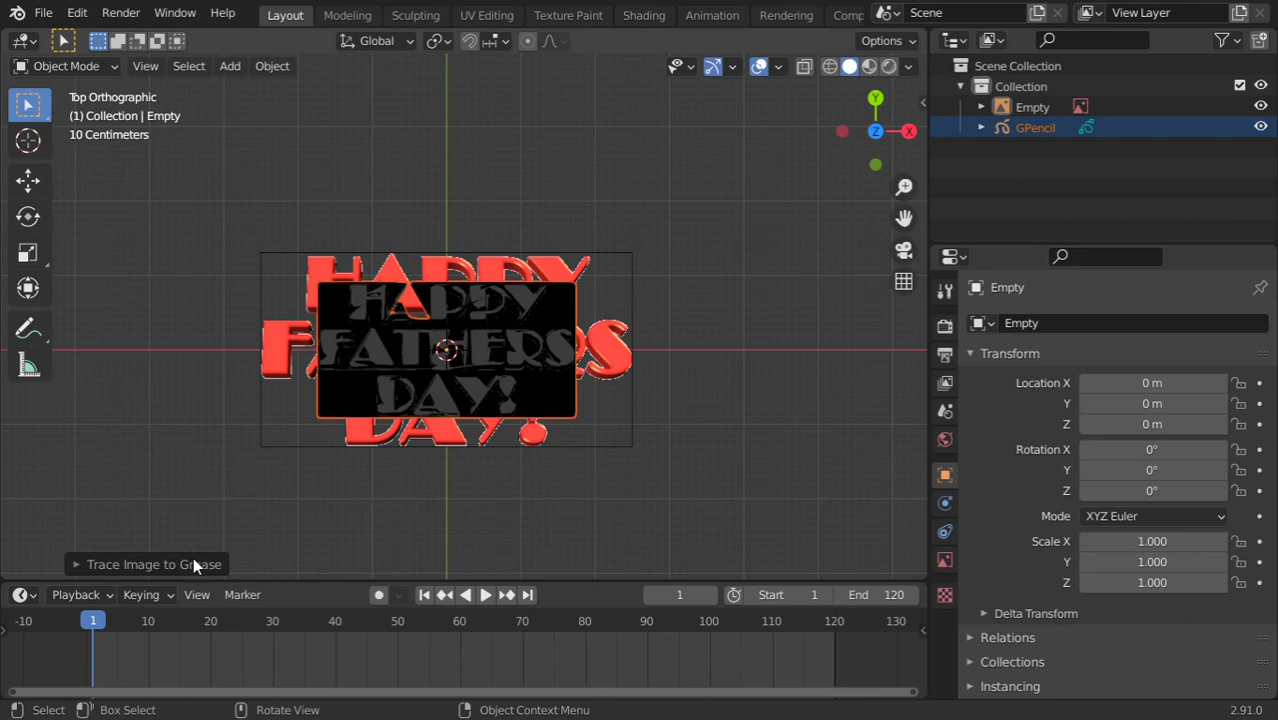 File Edit Render Window Help
Layout Modeling Sculpting UV Editing Texture Paint Shading Animation Rendering Comp
Scene View Layer
Global Options
Object Mode View Select Add Object
Top Orthographic
(1) Collection | Empty
10 Centimeters
Y
Z X
HAPPY
FATHERS
DAY!
HAPPY
FATHERS
DAY!
Trace Image to Grease
Scene Collection
Collection
Empty
GPencil
Empty
Empty
Transform
Location X 0 m
Y 0 m
Z 0 m
Rotation X 0°
Y 0°
Z 0°
Mode XYZ Euler
Scale X 1.000
Y 1.000
Z 1.000
Delta Transform
Relations
Collections
Instancing
Playback Keying View Marker
1 Start 1 End 120
-10 1 10 20 30 40 50 60 70 80 90 100 110 120 130
Select Box Select Rotate View Object Context Menu 2.91.0